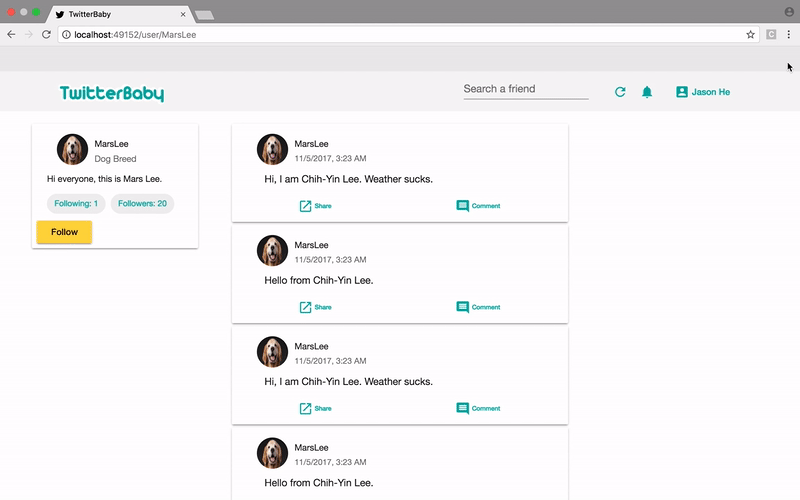 TwitterBaby
localhost:49152/user/MarsLee
C
TwitterBaby
Search a friend
Jason He
MarsLee
Dog Breed
Hi everyone, this is Mars Lee.
Following: 1
Followers: 20
Follow
MarsLee
11/5/2017, 3:23 AM
Hi, I am Chih-Yin Lee. Weather sucks.
Share
Comment
MarsLee
11/5/2017, 3:23 AM
Hello from Chih-Yin Lee.
Share
Comment
MarsLee
11/5/2017, 3:23 AM
Hi, I am Chih-Yin Lee. Weather sucks.
Share
Comment
MarsLee
11/5/2017, 3:23 AM
Hello from Chih-Yin Lee.